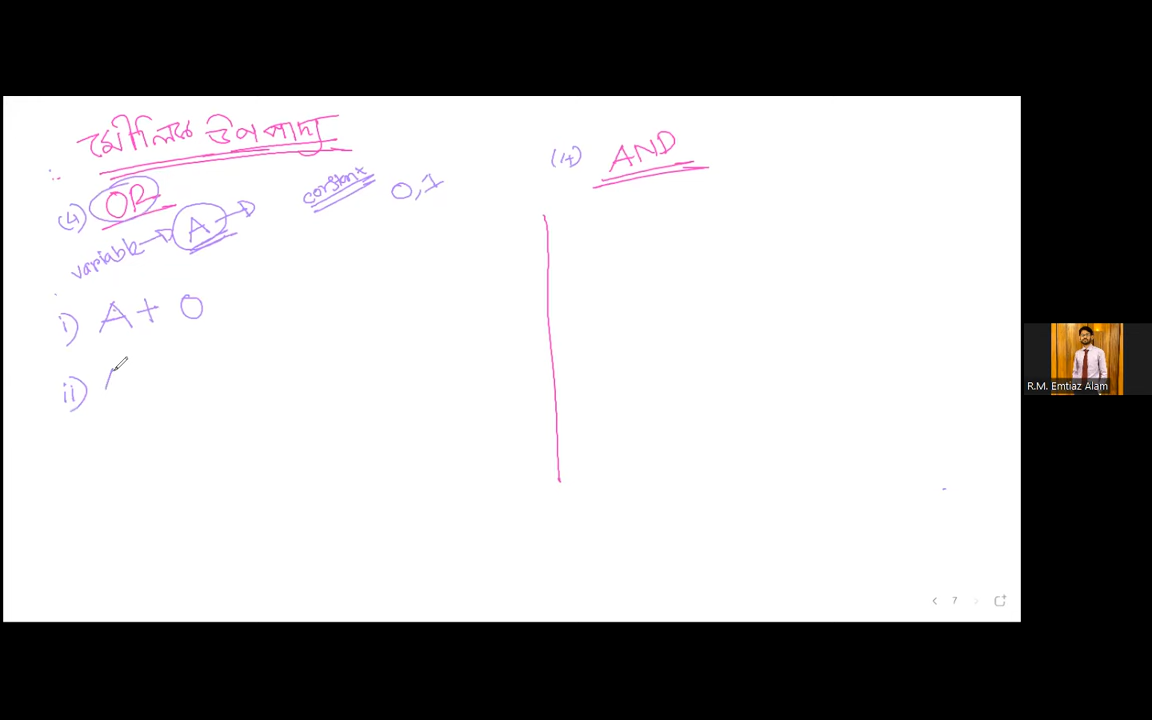 মৌলিক উপপাদ্য
(4) OR
variable → A →
constant 0, 1
i) A + 0
ii)
(4) AND
R.M. Emtiaz Alam
7